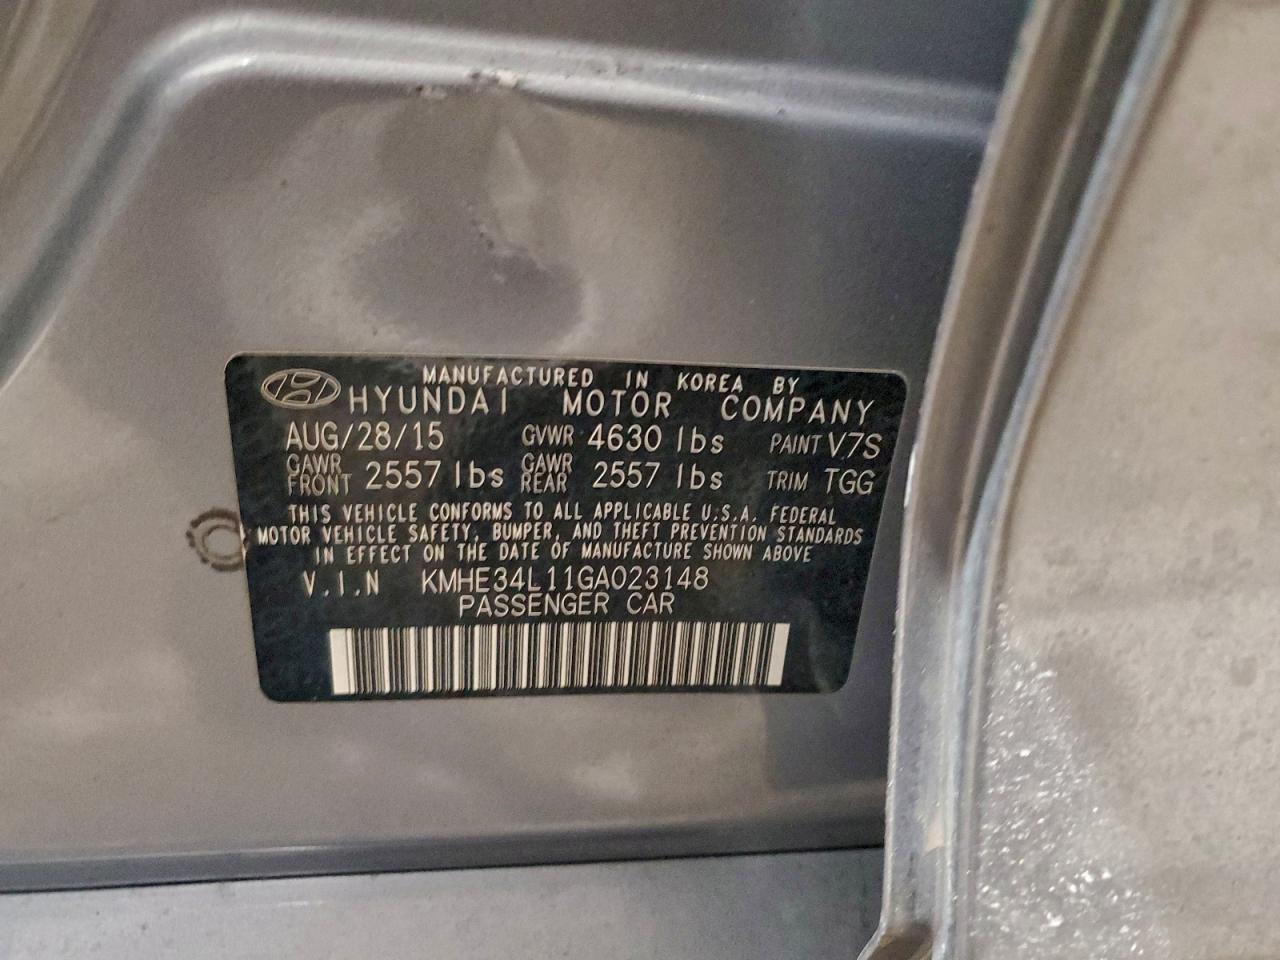 MANUFACTURED IN KOREA BY
HYUNDAI MOTOR COMPANY
AUG/28/15 GVWR 4630 lbs PAINT V7S
GAWR FRONT 2557 lbs GAWR REAR 2557 lbs TRIM TGG
THIS VEHICLE CONFORMS TO ALL APPLICABLE U.S.A. FEDERAL
MOTOR VEHICLE SAFETY, BUMPER, AND THEFT PREVENTION STANDARDS
IN EFFECT ON THE DATE OF MANUFACTURE SHOWN ABOVE
V.I.N KMHE34L11GA023148
PASSENGER CAR